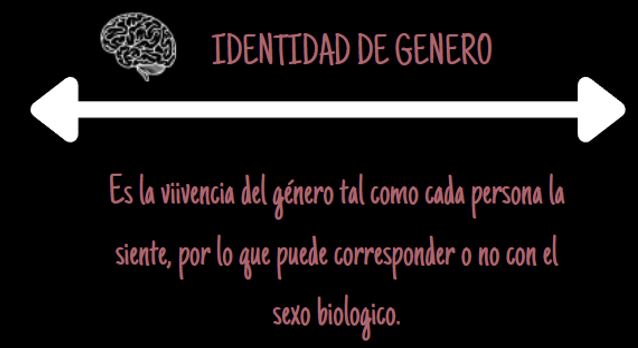 IDENTIDAD DE GENERO
Es la viivencia del género tal como cada persona la
siente, por lo que puede corresponder o no con el
sexo biologico.